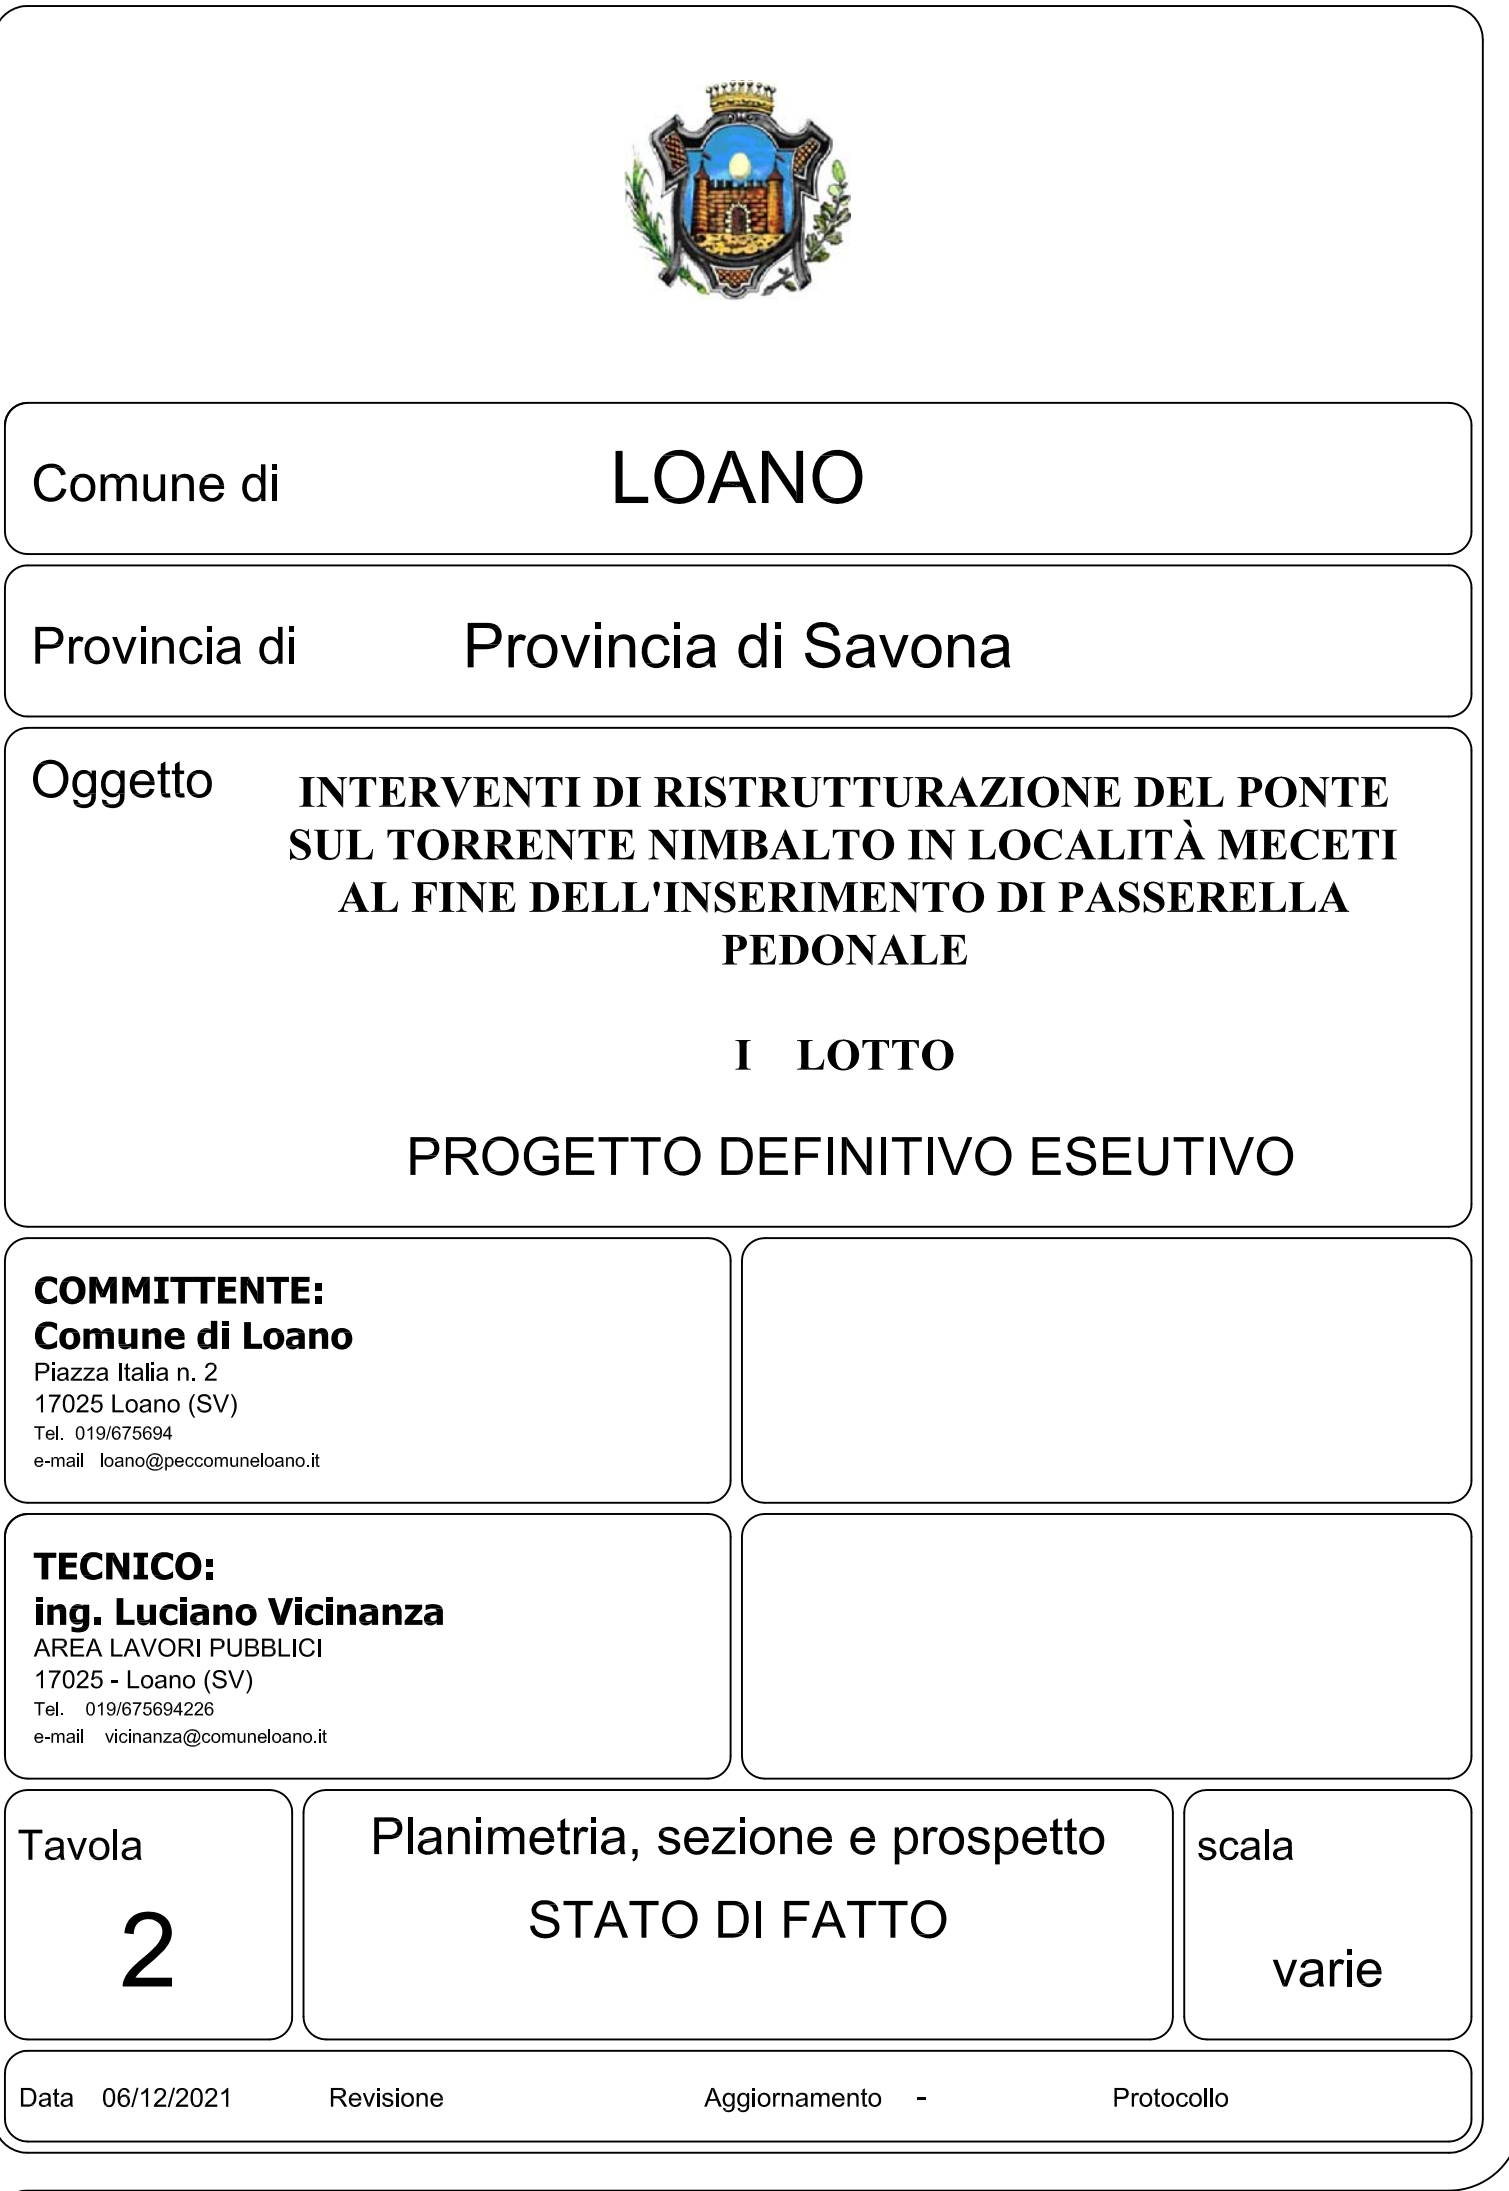 Comune di LOANO
Provincia di Provincia di Savona
Oggetto
INTERVENTI DI RISTRUTTURAZIONE DEL PONTE
SUL TORRENTE NIMBALTO IN LOCALITÀ MECETI
AL FINE DELL'INSERIMENTO DI PASSERELLA
PEDONALE
I LOTTO
PROGETTO DEFINITIVO ESEUTIVO
COMMITTENTE:
Comune di Loano
Piazza Italia n. 2
17025 Loano (SV)
Tel. 019/675694
e-mail loano@peccomuneloano.it
TECNICO:
ing. Luciano Vicinanza
AREA LAVORI PUBBLICI
17025 - Loano (SV)
Tel. 019/675694226
e-mail vicinanza@comuneloano.it
Tavola
2
Planimetria, sezione e prospetto
STATO DI FATTO
scala
varie
Data 06/12/2021 Revisione Aggiornamento - Protocollo